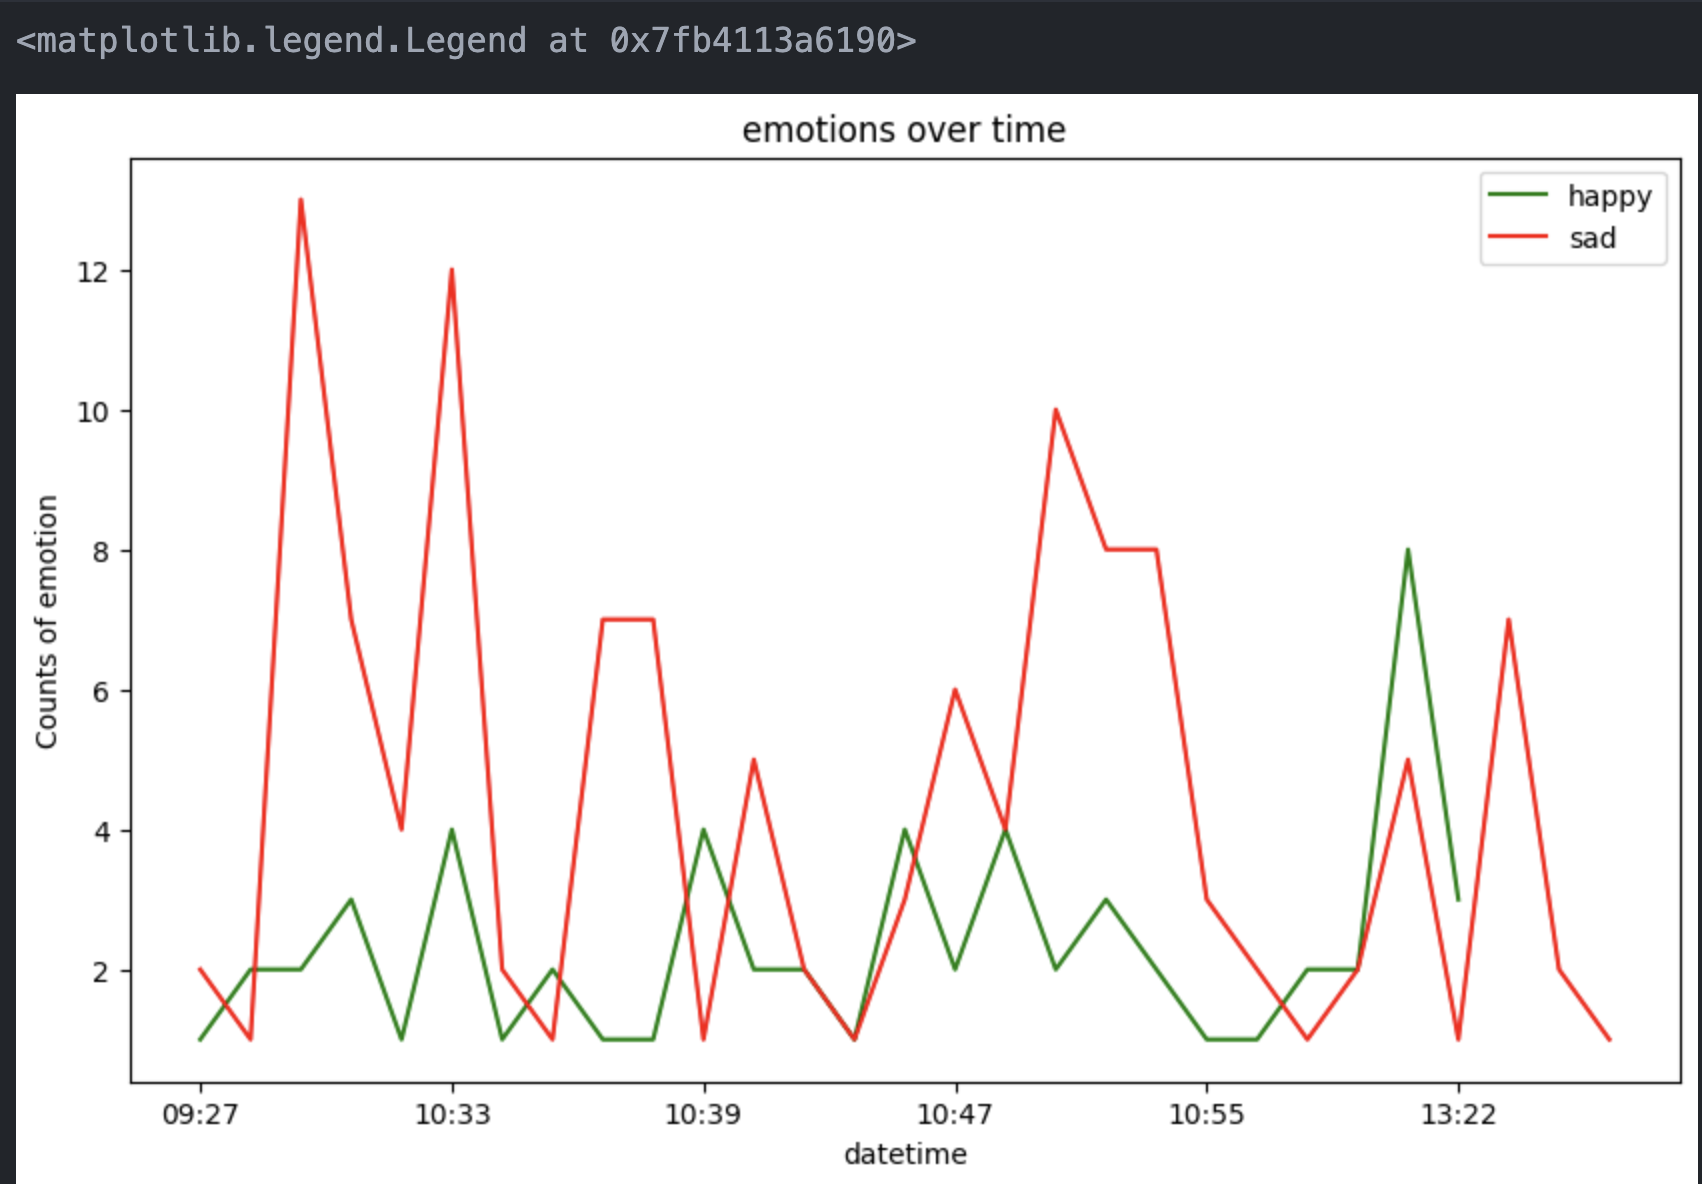 <matplotlib.legend.Legend at 0x7fb4113a6190>
emotions over time
happy
sad
Counts of emotion
12
10
8
6
4
2
09:27 10:33 10:39 10:47 10:55 13:22
datetime